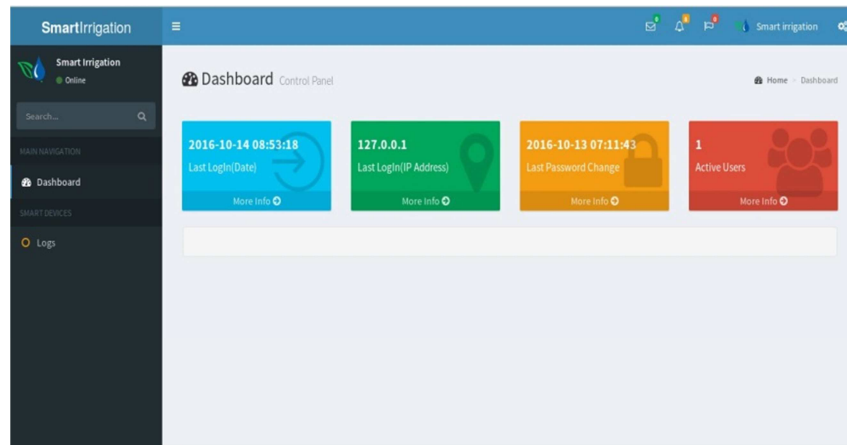 SmartIrrigation
Smart irrigation
Smart Irrigation
Online
Search...
MAIN NAVIGATION
Dashboard
SMART DEVICES
Logs
Dashboard Control Panel
Home > Dashboard
2016-10-14 08:53:18
Last LogIn(Date)
More Info
127.0.0.1
Last LogIn(IP Address)
More Info
2016-10-13 07:11:43
Last Password Change
More Info
1
Active Users
More Info